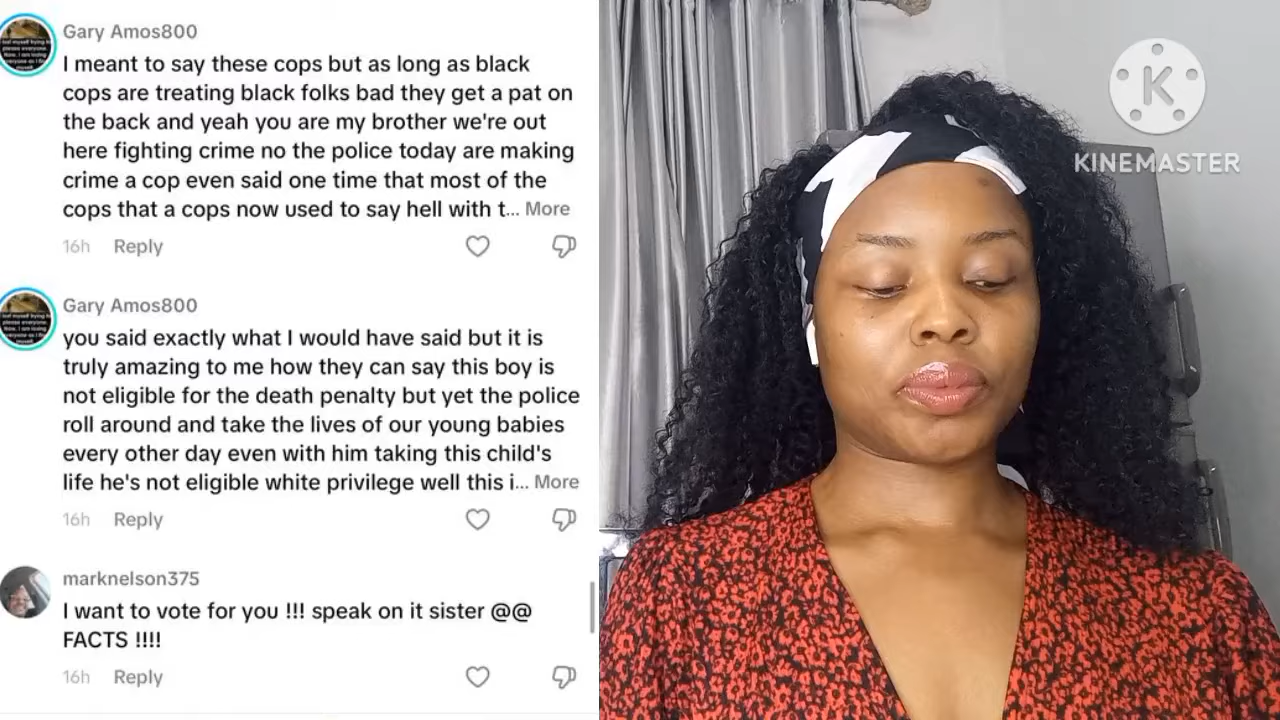 Gary Amos800
I meant to say these cops but as long as black
cops are treating black folks bad they get a pat on
the back and yeah you are my brother we're out
here fighting crime no the police today are making
crime a cop even said one time that most of the
cops that a cops now used to say hell with t... More
16h Reply
Gary Amos800
you said exactly what I would have said but it is
truly amazing to me how they can say this boy is
not eligible for the death penalty but yet the police
roll around and take the lives of our young babies
every other day even with him taking this child's
life he's not eligible white privilege well this i... More
16h Reply
marknelson375
I want to vote for you !!! speak on it sister @@
FACTS !!!!
16h Reply
K
KINEMASTER